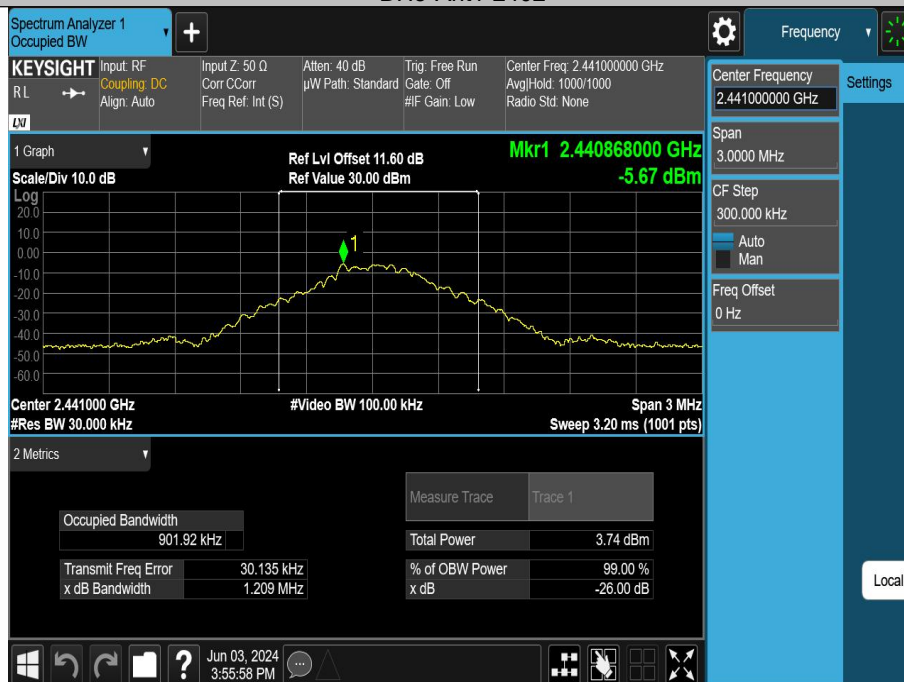 Spectrum Analyzer 1
Occupied BW
+
Frequency
KEYSIGHT
RL
LXI
Input: RF
Coupling: DC
Align: Auto
Input Z: 50 Ω
Corr CCorr
Freq Ref: Int (S)
Atten: 40 dB
µW Path: Standard
Trig: Free Run
Gate: Off
#IF Gain: Low
Center Freq: 2.441000000 GHz
Avg|Hold: 1000/1000
Radio Std: None
Center Frequency
2.441000000 GHz
Settings
Span
3.0000 MHz
CF Step
300.000 kHz
Auto
Man
Freq Offset
0 Hz
Local
1 Graph
Scale/Div 10.0 dB
Ref Lvl Offset 11.60 dB
Ref Value 30.00 dBm
Mkr1 2.440868000 GHz
-5.67 dBm
Log
20.0
10.0
0.00
-10.0
-20.0
-30.0
-40.0
-50.0
-60.0
1
Center 2.441000 GHz
#Video BW 100.00 kHz
Span 3 MHz
#Res BW 30.000 kHz
Sweep 3.20 ms (1001 pts)
2 Metrics
Measure Trace
Trace 1
Occupied Bandwidth
901.92 kHz
Total Power
3.74 dBm
Transmit Freq Error
30.135 kHz
% of OBW Power
99.00 %
x dB Bandwidth
1.209 MHz
x dB
-26.00 dB
?
Jun 03, 2024
3:55:58 PM